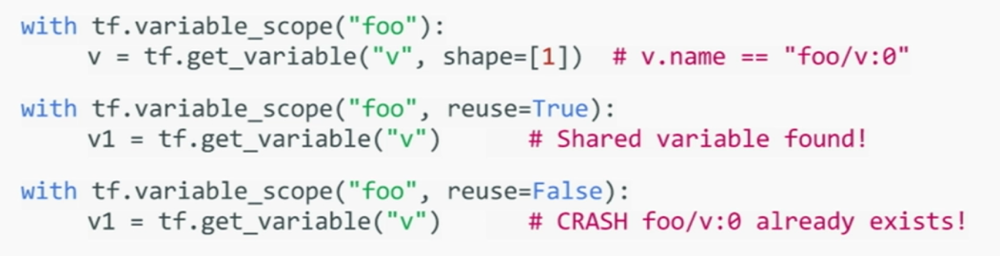 with tf.variable_scope("foo"):
v = tf.get_variable("v", shape=[1]) # v.name == "foo/v:0"
with tf.variable_scope("foo", reuse=True):
v1 = tf.get_variable("v") # Shared variable found!
with tf.variable_scope("foo", reuse=False):
v1 = tf.get_variable("v") # CRASH foo/v:0 already exists!